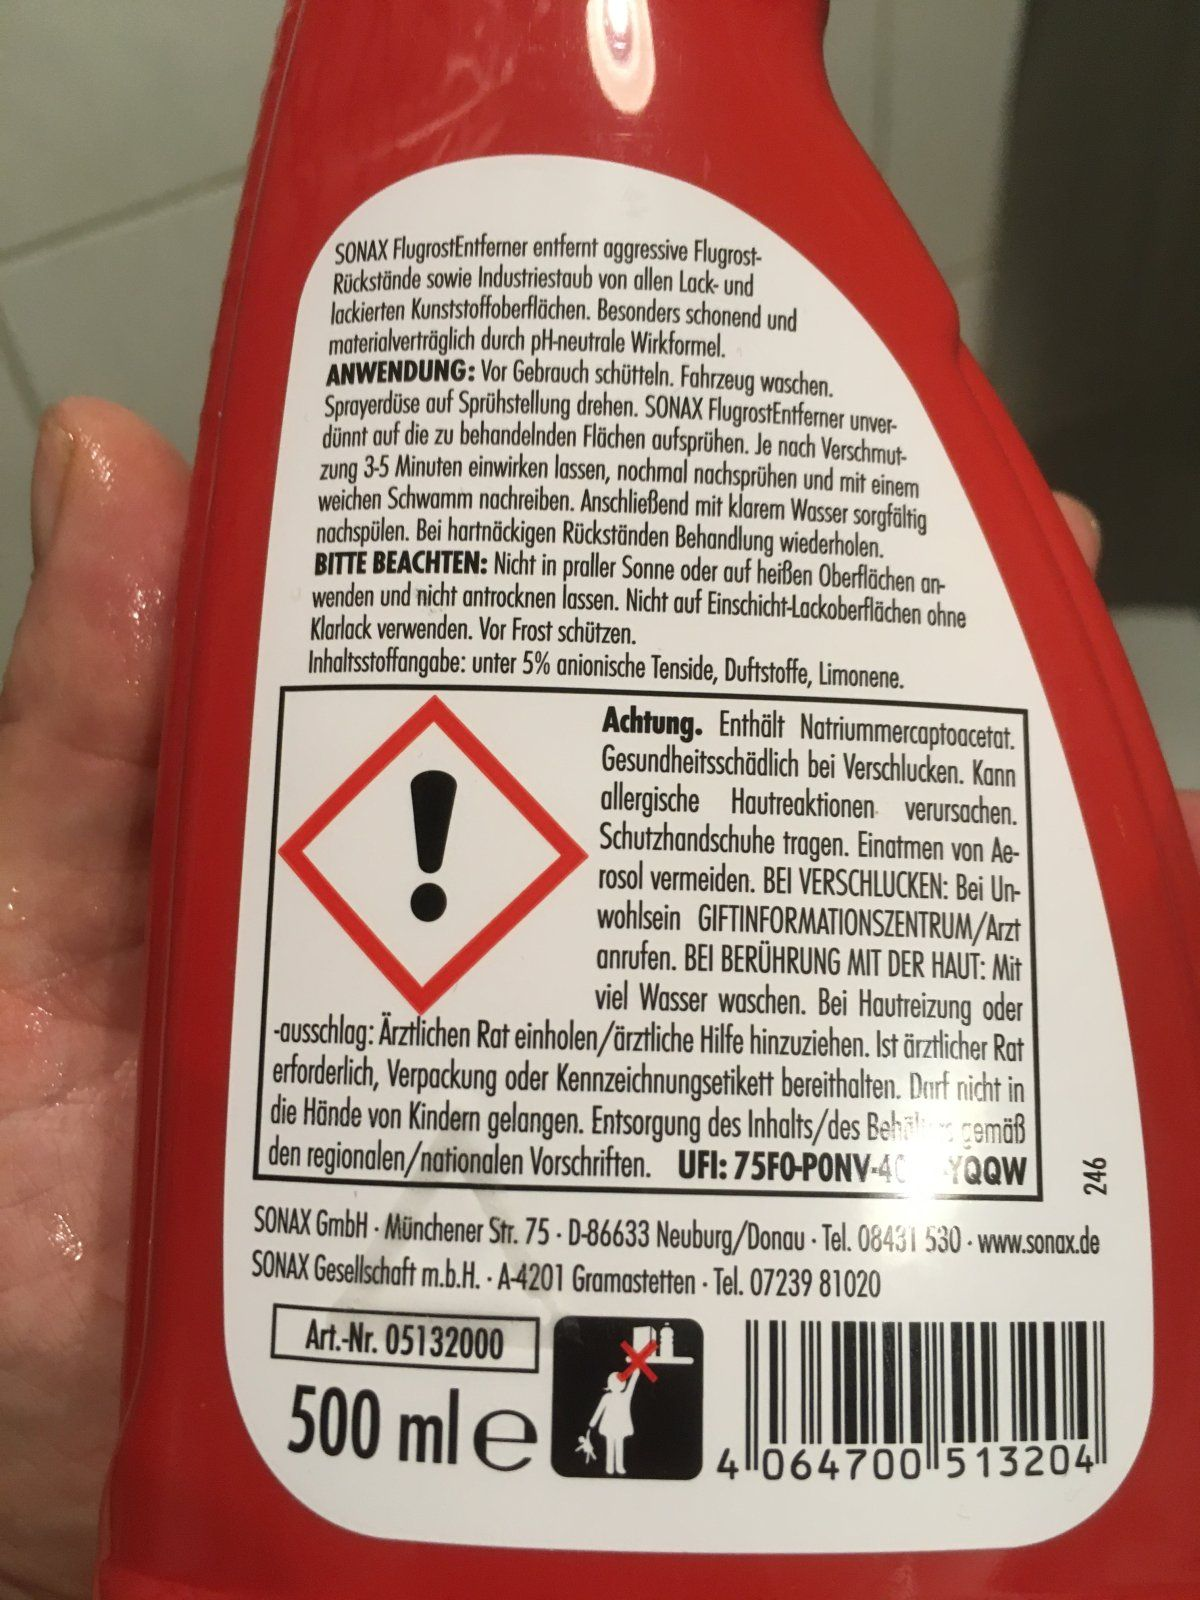 SONAX FlugrostEntferner entfernt aggressive Flugrost-
Rückstände sowie Industriestaub von allen Lack- und
lackierten Kunststoffoberflächen. Besonders schonend und
materialverträglich durch pH-neutrale Wirkformel.
ANWENDUNG: Vor Gebrauch schütteln. Fahrzeug waschen.
Sprayerdüse auf Sprühstellung drehen. SONAX FlugrostEntferner unver-
dünnt auf die zu behandelnden Flächen aufsprühen. Je nach Verschmut-
zung 3-5 Minuten einwirken lassen, nochmal nachsprühen und mit einem
weichen Schwamm nachreiben. Anschließend mit klarem Wasser sorgfältig
nachspülen. Bei hartnäckigen Rückständen Behandlung wiederholen.
BITTE BEACHTEN: Nicht in praller Sonne oder auf heißen Oberflächen an-
wenden und nicht antrocknen lassen. Nicht auf Einschicht-Lackoberflächen ohne
Klarlack verwenden. Vor Frost schützen.
Inhaltsstoffangabe: unter 5% anionische Tenside, Duftstoffe, Limonene.
Achtung. Enthält Natriummercaptoacetat.
Gesundheitsschädlich bei Verschlucken. Kann
allergische Hautreaktionen verursachen.
Schutzhandschuhe tragen. Einatmen von Ae-
rosol vermeiden. BEI VERSCHLUCKEN: Bei Un-
wohlsein GIFTINFORMATIONSZENTRUM/Arzt
anrufen. BEI BERÜHRUNG MIT DER HAUT: Mit
viel Wasser waschen. Bei Hautreizung oder
-ausschlag: Ärztlichen Rat einholen/ärztliche Hilfe hinzuziehen. Ist ärztlicher Rat
erforderlich, Verpackung oder Kennzeichnungsetikett bereithalten. Darf nicht in
die Hände von Kindern gelangen. Entsorgung des Inhalts/des gemäß
den regionalen/nationalen Vorschriften. UFI:
246
SONAX GmbH · Münchener Str. 75 · D-86633 Neuburg/Donau · Tel. 08431 530 · www.sonax.de
SONAX Gesellschaft m.b.H. · A-4201 Gramastetten · Tel. 07239 81020
Art.-Nr. 05132000
500 ml e
4 064700 513204